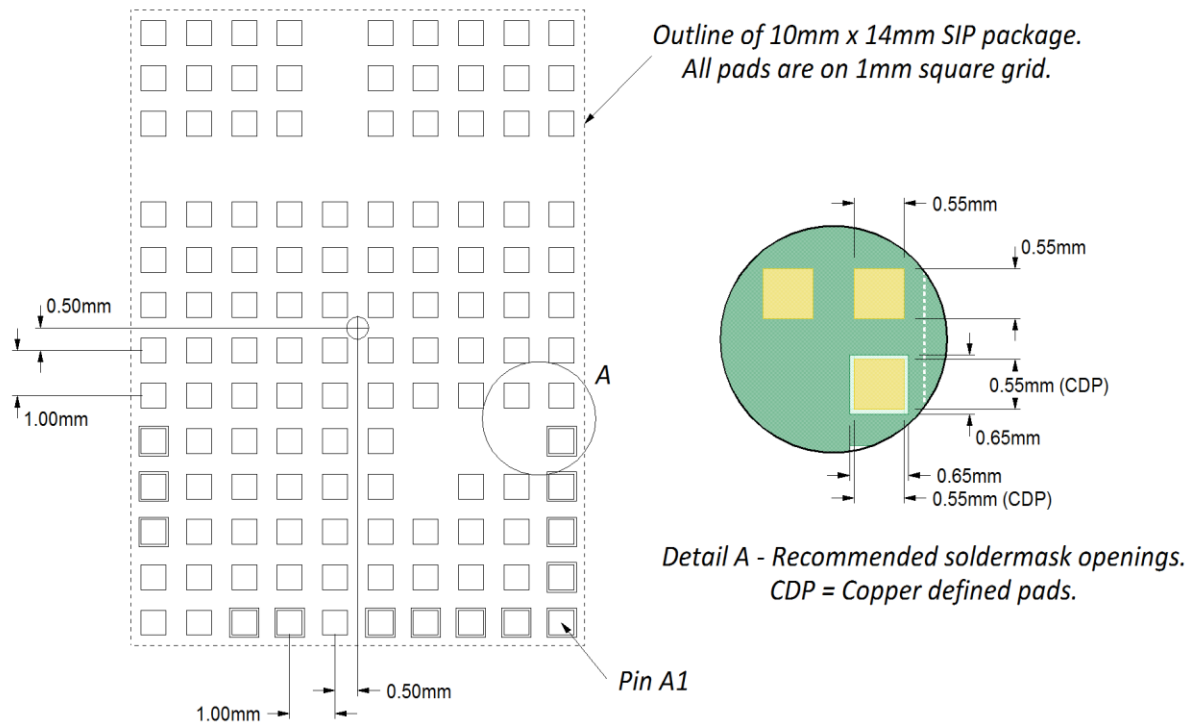 Outline of 10mm x 14mm SIP package.
All pads are on 1mm square grid.
0.55mm
0.55mm
0.50mm
A
0.55mm (CDP)
1.00mm
0.65mm
0.65mm
0.55mm (CDP)
Detail A - Recommended soldermask openings.
CDP = Copper defined pads.
Pin A1
0.50mm
1.00mm